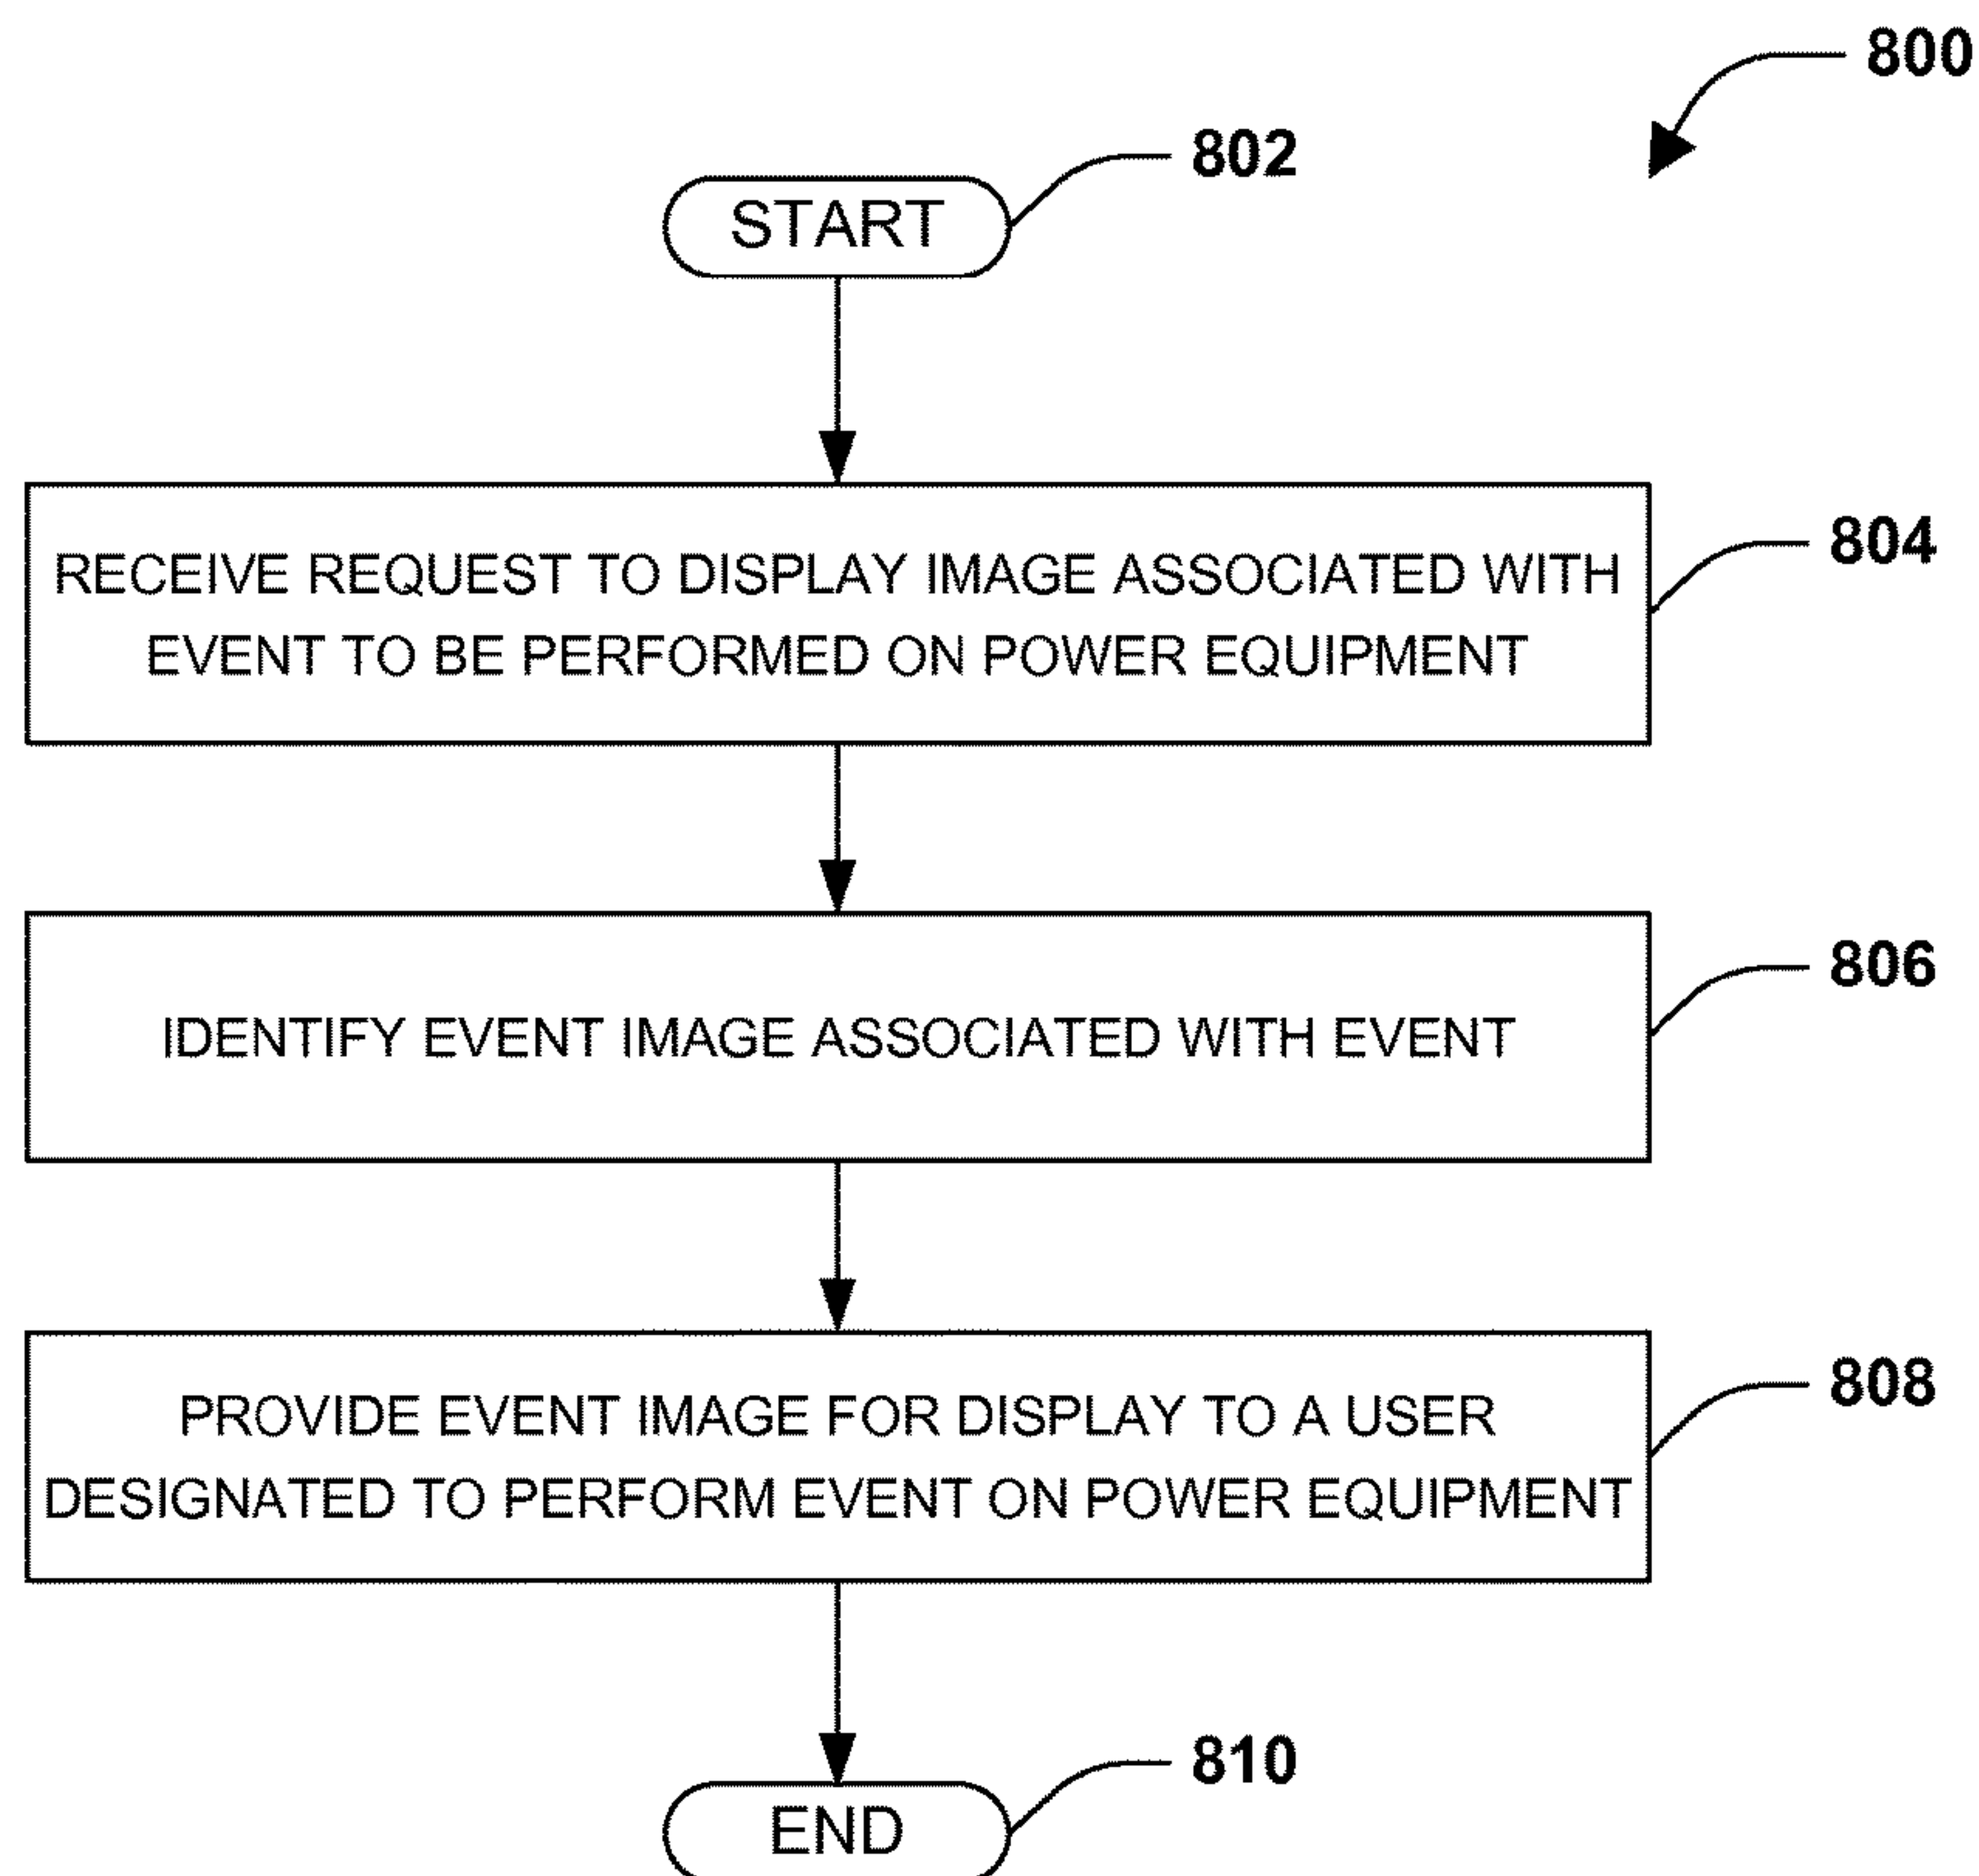 800
802
START
804
RECEIVE REQUEST TO DISPLAY IMAGE ASSOCIATED WITH
EVENT TO BE PERFORMED ON POWER EQUIPMENT
806
IDENTIFY EVENT IMAGE ASSOCIATED WITH EVENT
808
PROVIDE EVENT IMAGE FOR DISPLAY TO A USER
DESIGNATED TO PERFORM EVENT ON POWER EQUIPMENT
810
END